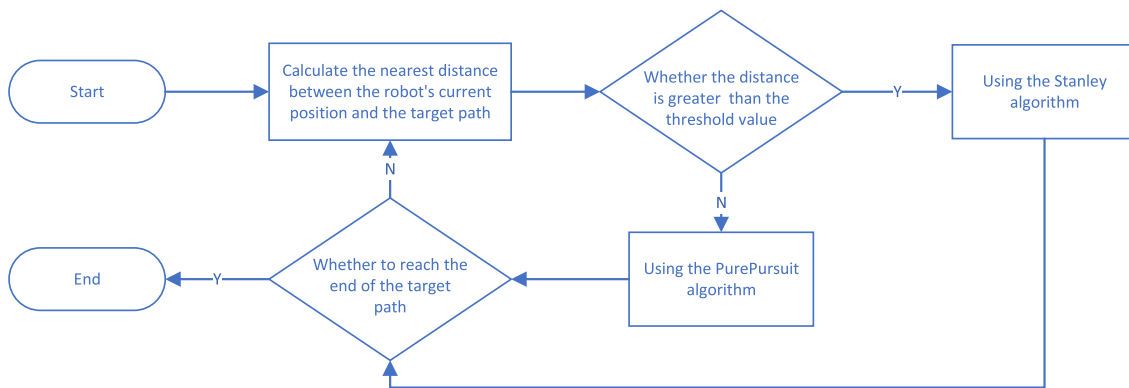 Start
Calculate the nearest distance
between the robot's current
position and the target path
Whether the distance
is greater than the
threshold value
Y
Using the Stanley
algorithm
N
N
End
Y
Whether to reach the
end of the target
path
Using the PurePursuit
algorithm